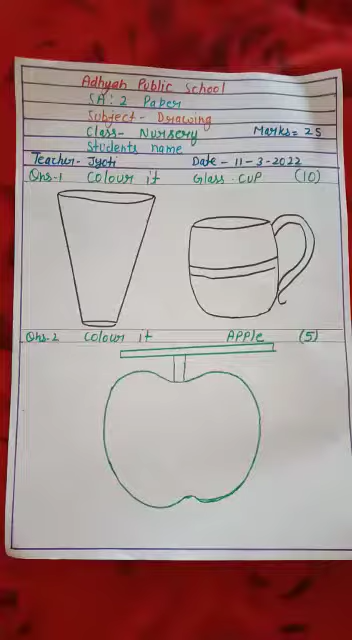 Adhyah Public School
SA: 2 Paper
Subject - Drawing
Class - Nursery Marks = 25
Students name
Teacher - Jyoti Date - 11-3-2022
Qns-1 Colour it Glass - Cup (10)
Qns-2 Colour it Apple (5)